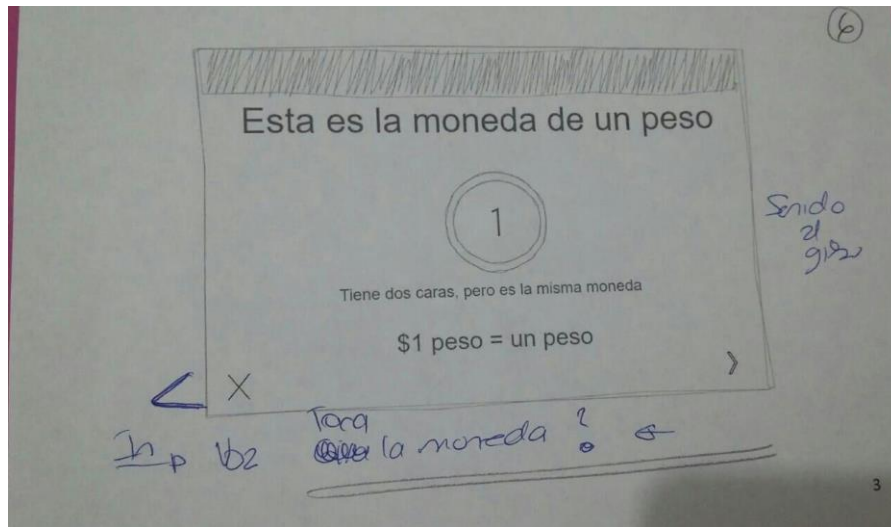 6
Esta es la moneda de un peso
1
Sonido
al
giro
Tiene dos caras, pero es la misma moneda
$1 peso = un peso
X
Toca
la moneda ?
3